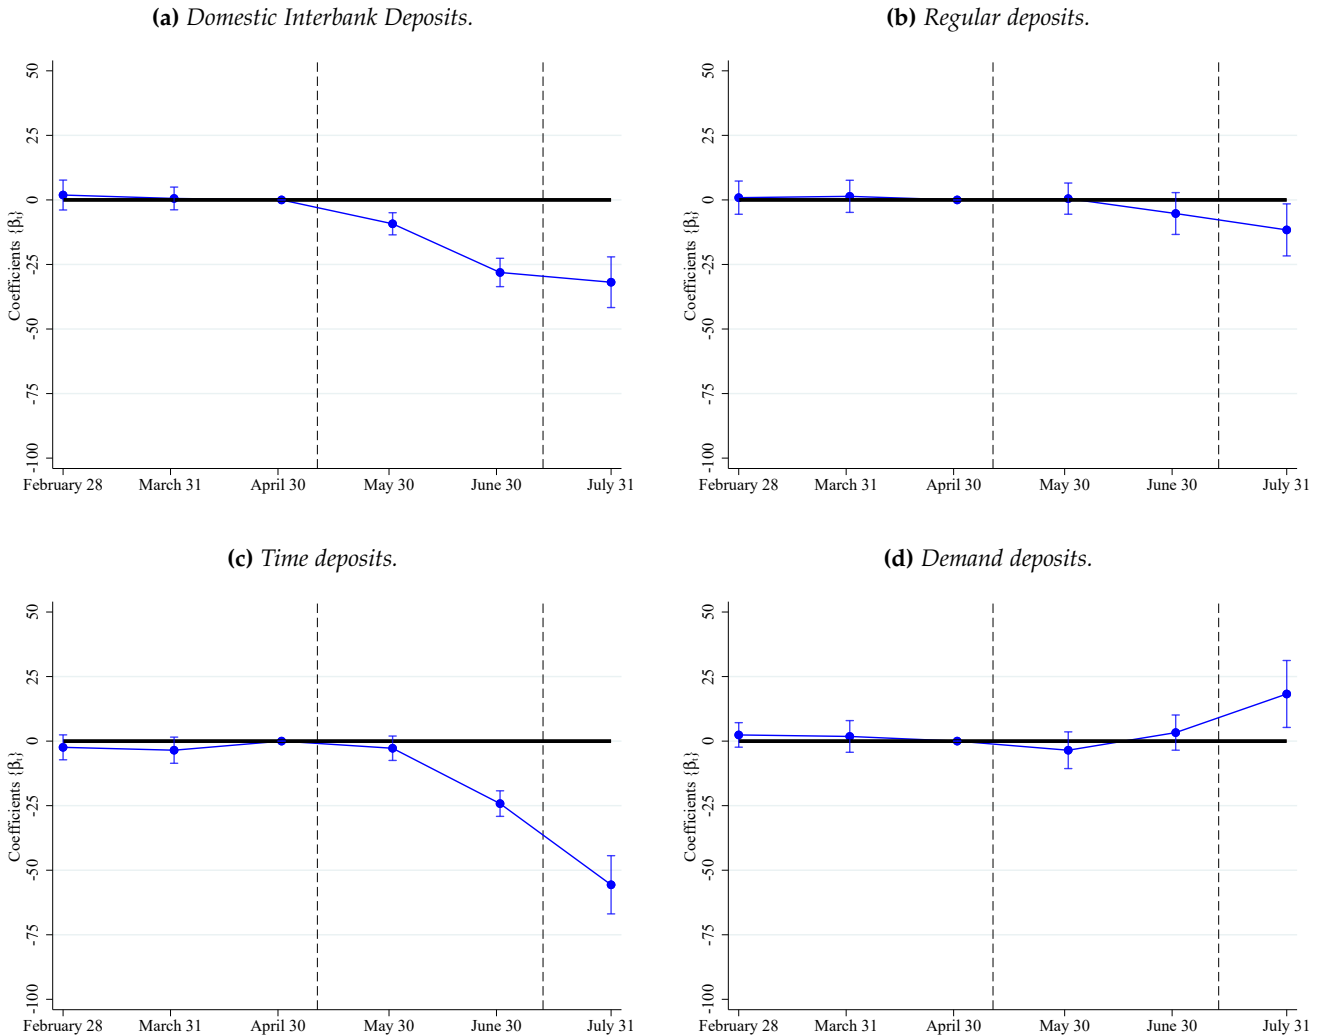 (a) Domestic Interbank Deposits.
50
25
0
-25
-50
-75
-100
Coefficients {βt}
February 28 March 31 April 30 May 30 June 30 July 31
(b) Regular deposits.
50
25
0
-25
-50
-75
-100
Coefficients {βt}
February 28 March 31 April 30 May 30 June 30 July 31
(c) Time deposits.
50
25
0
-25
-50
-75
-100
Coefficients {βt}
February 28 March 31 April 30 May 30 June 30 July 31
(d) Demand deposits.
50
25
0
-25
-50
-75
-100
Coefficients {βt}
February 28 March 31 April 30 May 30 June 30 July 31